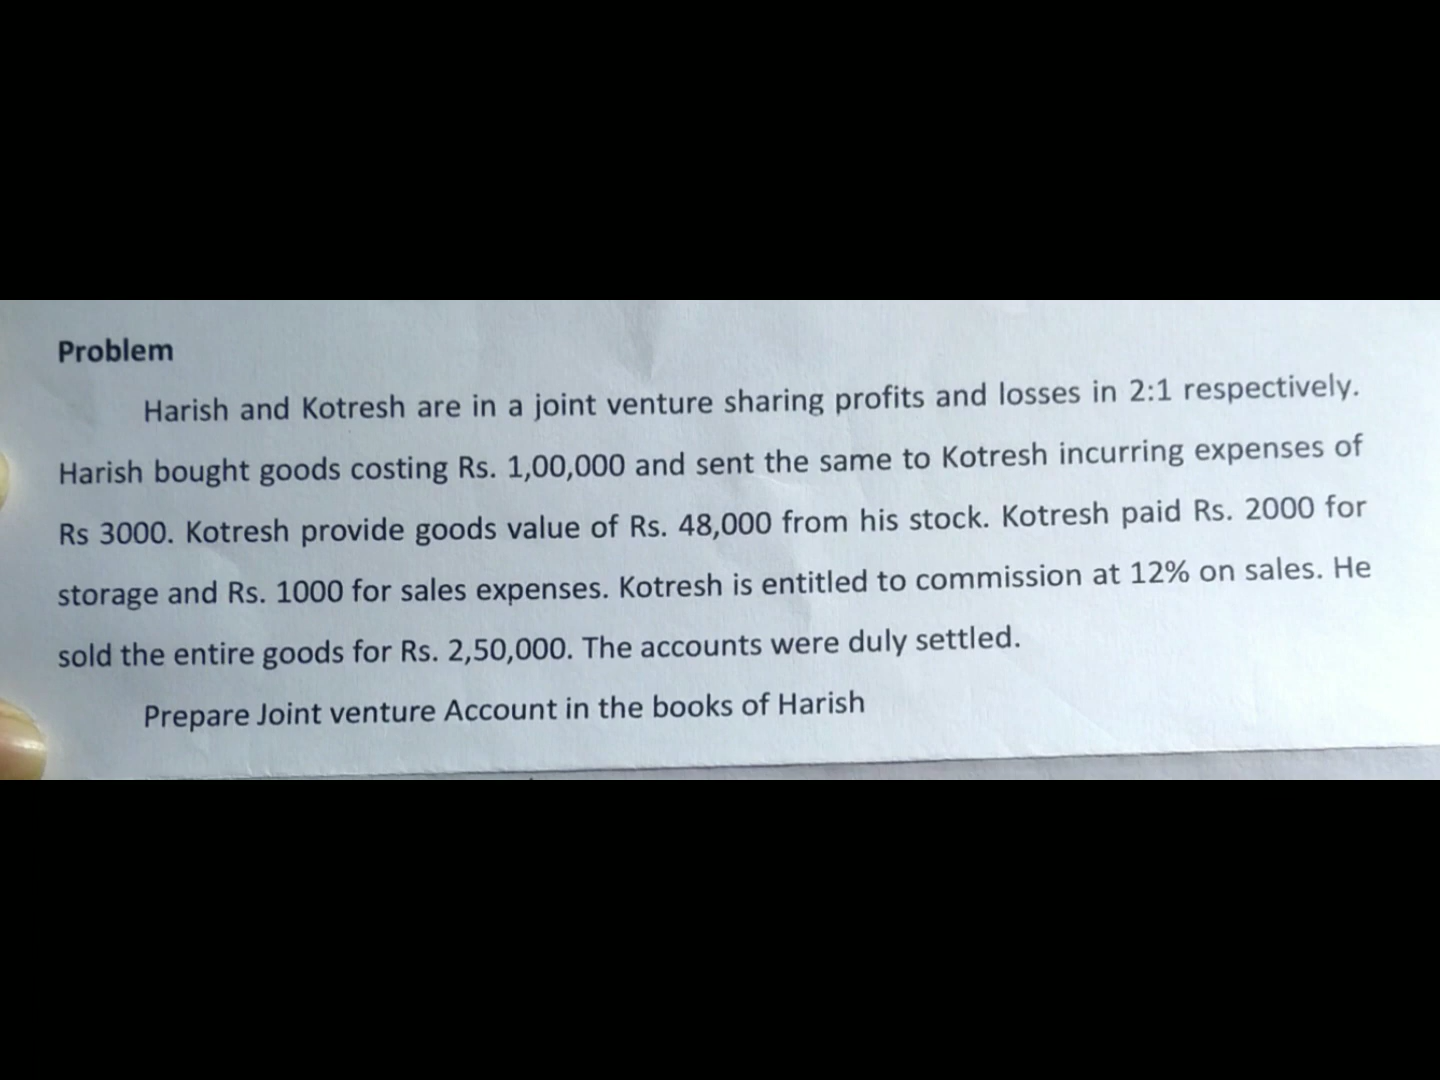 Problem
Harish and Kotresh are in a joint venture sharing profits and losses in 2:1 respectively.
Harish bought goods costing Rs. 1,00,000 and sent the same to Kotresh incurring expenses of
Rs 3000. Kotresh provide goods value of Rs. 48,000 from his stock. Kotresh paid Rs. 2000 for
storage and Rs. 1000 for sales expenses. Kotresh is entitled to commission at 12% on sales. He
sold the entire goods for Rs. 2,50,000. The accounts were duly settled.
Prepare Joint venture Account in the books of Harish